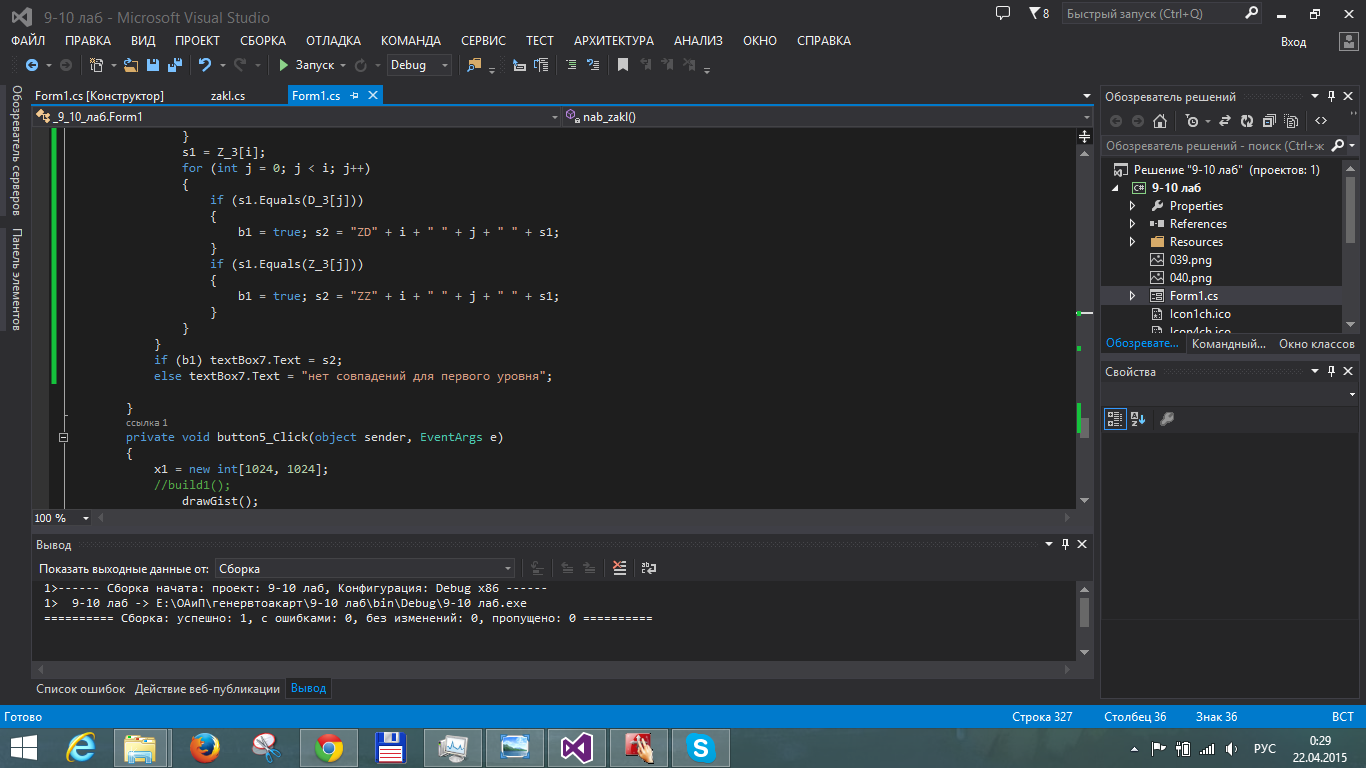 9-10 лаб - Microsoft Visual Studio
8
Быстрый запуск (Ctrl+Q)
ФАЙЛ ПРАВКА ВИД ПРОЕКТ СБОРКА ОТЛАДКА КОМАНДА СЕРВИС ТЕСТ АРХИТЕКТУРА АНАЛИЗ ОКНО СПРАВКА
Вход
Запуск Debug
Обозреватель серверов
Панель элементов
Form1.cs [Конструктор] zakl.cs Form1.cs
_9_10_лаб.Form1 nab_zakl()
}
s1 = Z_3[i];
for (int j = 0; j < i; j++)
{
if (s1.Equals(D_3[j]))
{
b1 = true; s2 = "ZD" + i + " " + j + " " + s1;
}
if (s1.Equals(Z_3[j]))
{
b1 = true; s2 = "ZZ" + i + " " + j + " " + s1;
}
}
}
if (b1) textBox7.Text = s2;
else textBox7.Text = "нет совпадений для первого уровня";
}
ссылка 1
private void button5_Click(object sender, EventArgs e)
{
x1 = new int[1024, 1024];
//build1();
drawGist();
100 %
Обозреватель решений
Обозреватель решений - поиск (Ctrl+ж
Решение "9-10 лаб" (проектов: 1)
9-10 лаб
Properties
References
Resources
039.png
040.png
Form1.cs
Icon1ch.ico
Icon4ch.ico
Обозревате... Командный... Окно классов
Свойства
Вывод
Показать выходные данные от: Сборка
1>------ Сборка начата: проект: 9-10 лаб, Конфигурация: Debug x86 ------
1>  9-10 лаб -> E:\ОАиП\генервтоакарт\9-10 лаб\bin\Debug\9-10 лаб.exe
========== Сборка: успешно: 1, с ошибками: 0, без изменений: 0, пропущено: 0 ==========
Список ошибок Действие веб-публикации Вывод
Готово Строка 327 Столбец 36 Знак 36 ВСТ
РУС
0:29
22.04.2015